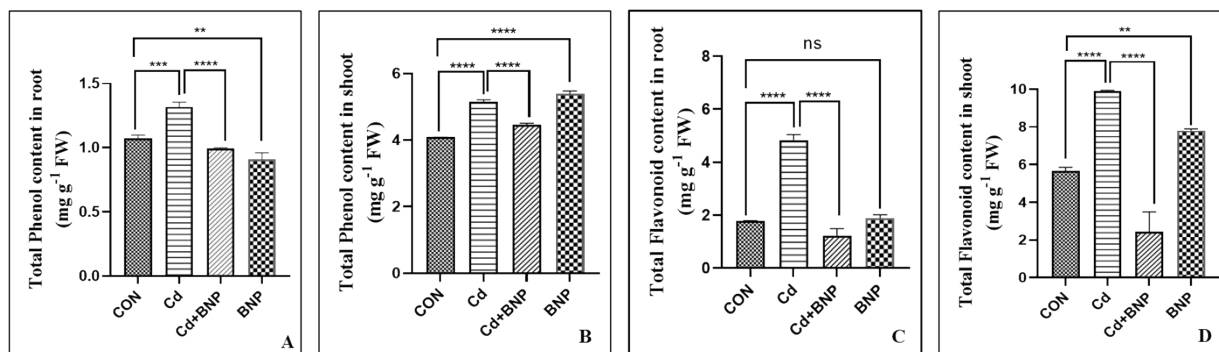 Total Phenol content in root
(mg g⁻¹ FW)
**
***
****
1.5
1.0
0.5
0.0
CON
Cd
Cd+BNP
BNP
A
Total Phenol content in shoot
(mg g⁻¹ FW)
****
****
****
6
4
2
0
CON
Cd
Cd+BNP
BNP
B
Total Flavonoid content in root
(mg g⁻¹ FW)
ns
****
****
8
6
4
2
0
CON
Cd
Cd+BNP
BNP
C
Total Flavonoid content in shoot
(mg g⁻¹ FW)
**
****
****
10
8
6
4
2
0
CON
Cd
Cd+BNP
BNP
D